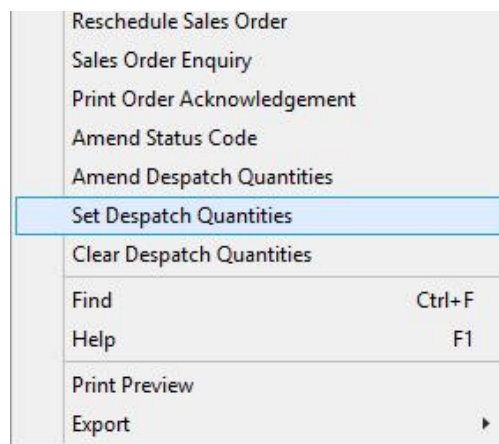 Reschedule Sales Order
Sales Order Enquiry
Print Order Acknowledgement
Amend Status Code
Amend Despatch Quantities
Set Despatch Quantities
Clear Despatch Quantities
Find Ctrl+F
Help F1
Print Preview
Export